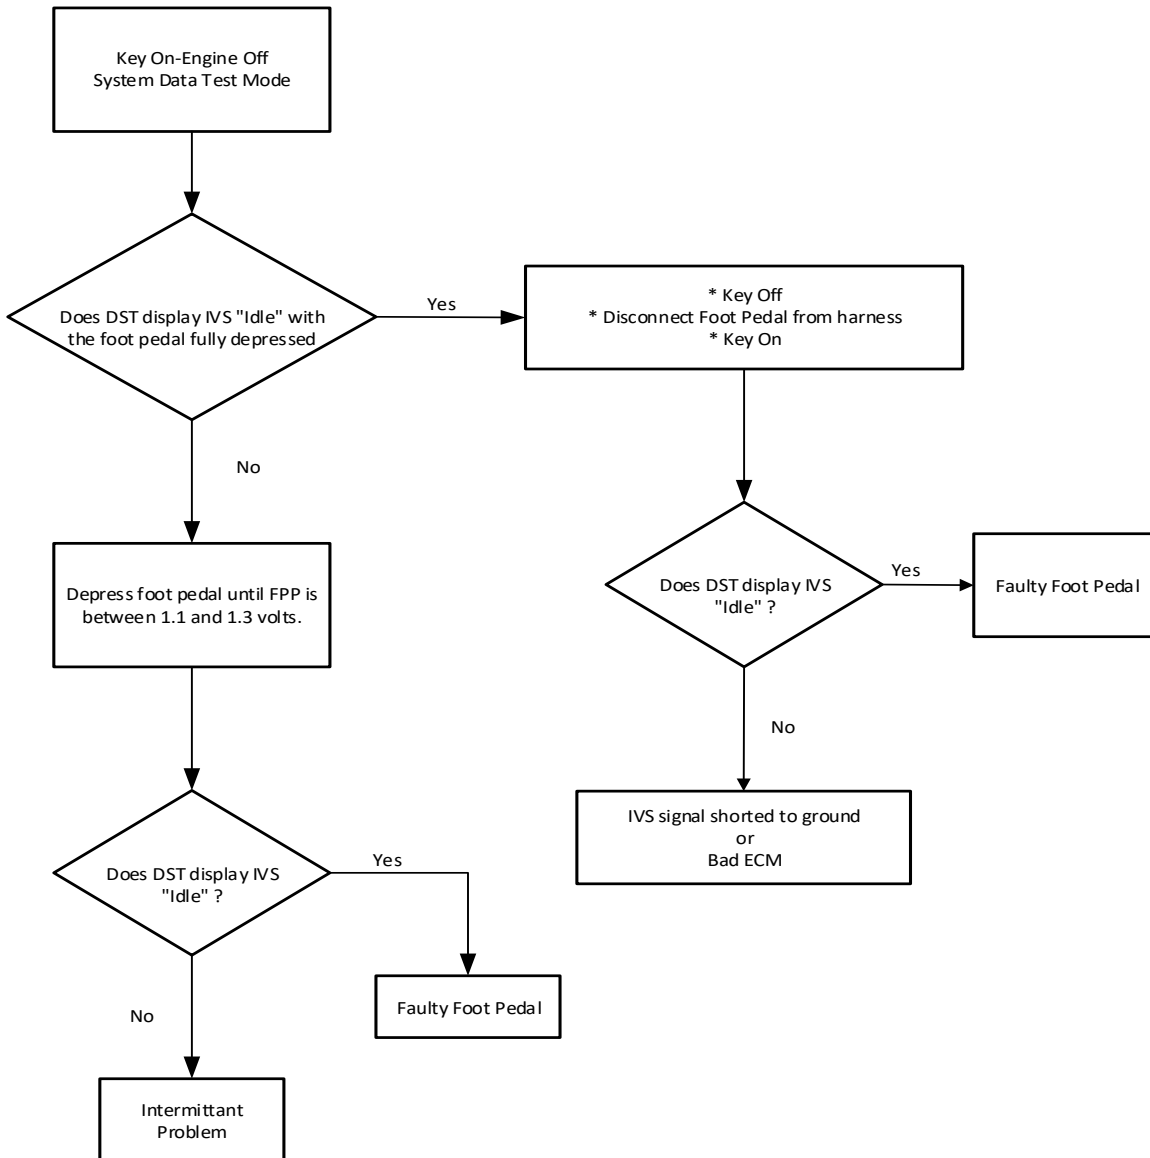 Key On-Engine Off
System Data Test Mode
Does DST display IVS "Idle" with
the foot pedal fully depressed
Yes
* Key Off
* Disconnect Foot Pedal from harness
* Key On
No
Depress foot pedal until FPP is
between 1.1 and 1.3 volts.
Does DST display IVS
"Idle" ?
Yes
Faulty Foot Pedal
No
IVS signal shorted to ground
or
Bad ECM
Does DST display IVS
"Idle" ?
Yes
Faulty Foot Pedal
No
Intermittant
Problem